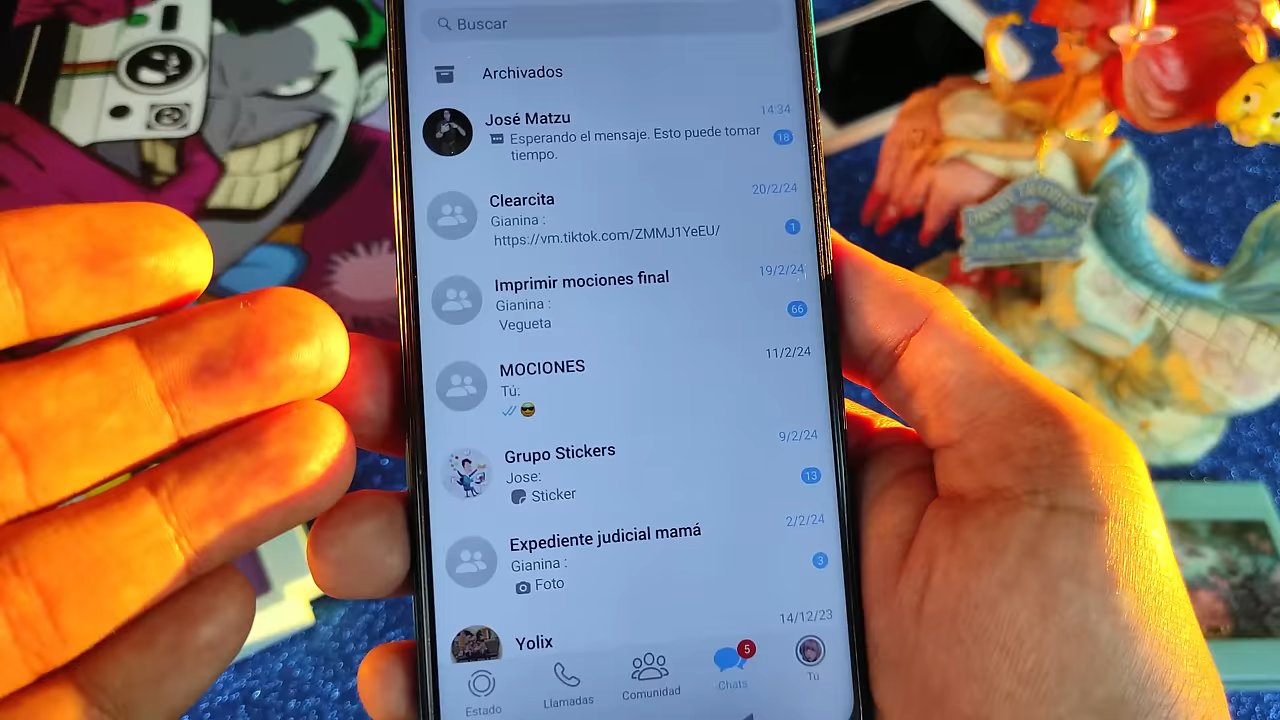 Buscar
Archivados
José Matzu
14:34
Esperando el mensaje. Esto puede tomar
tiempo.
18
Clearcita
20/2/24
Gianina :
https://vm.tiktok.com/ZMMJ1YeEU/
1
Imprimir mociones final
19/2/24
Gianina :
Vegueta
66
MOCIONES
11/2/24
Tú:
😎
Grupo Stickers
9/2/24
Jose:
Sticker
13
Expediente judicial mamá
2/2/24
Gianina :
Foto
3
Yolix
14/12/23
Estado
Llamadas
Comunidad
Chats
5
Tú